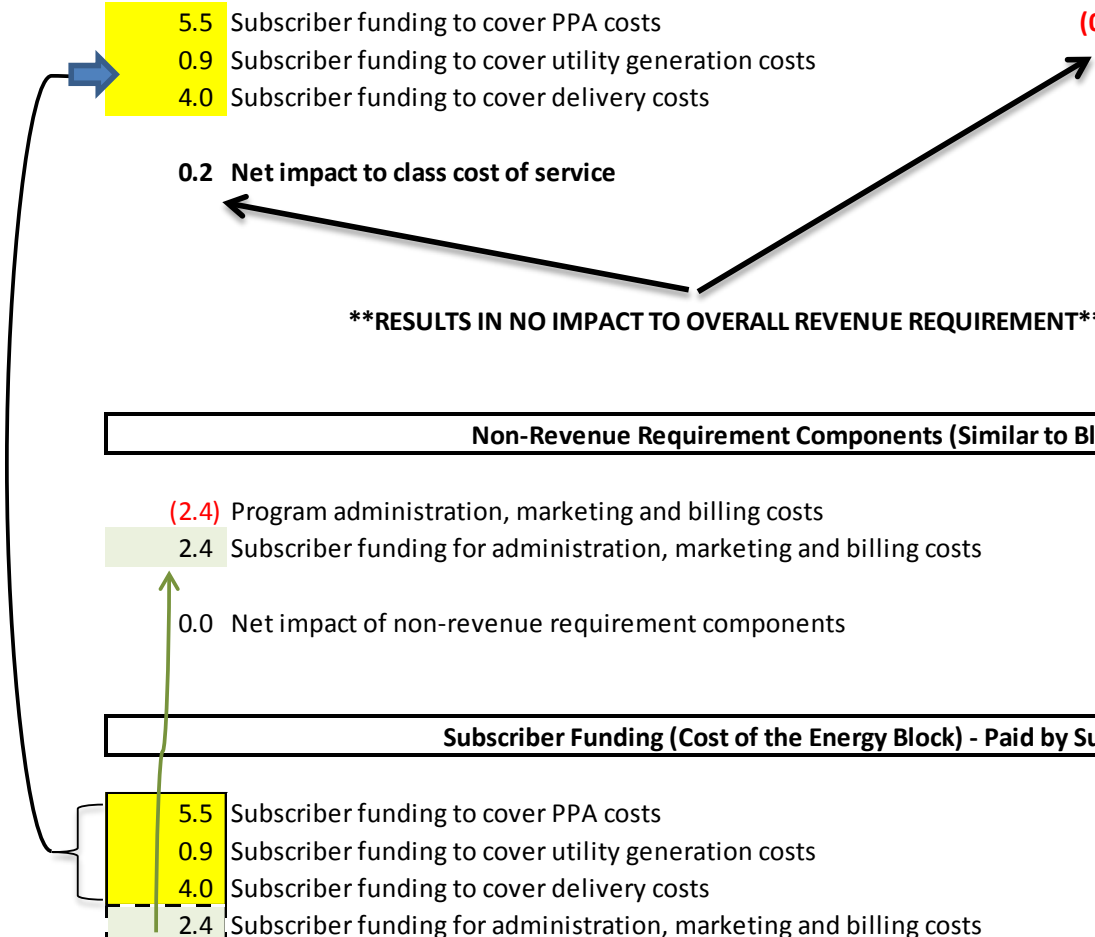 5.5 Subscriber funding to cover PPA costs (0
0.9 Subscriber funding to cover utility generation costs
4.0 Subscriber funding to cover delivery costs
0.2 Net impact to class cost of service
**RESULTS IN NO IMPACT TO OVERALL REVENUE REQUIREMENT**
Non-Revenue Requirement Components (Similar to Bl
(2.4) Program administration, marketing and billing costs
2.4 Subscriber funding for administration, marketing and billing costs
0.0 Net impact of non-revenue requirement components
Subscriber Funding (Cost of the Energy Block) - Paid by Su
5.5 Subscriber funding to cover PPA costs
0.9 Subscriber funding to cover utility generation costs
4.0 Subscriber funding to cover delivery costs
2.4 Subscriber funding for administration, marketing and billing costs